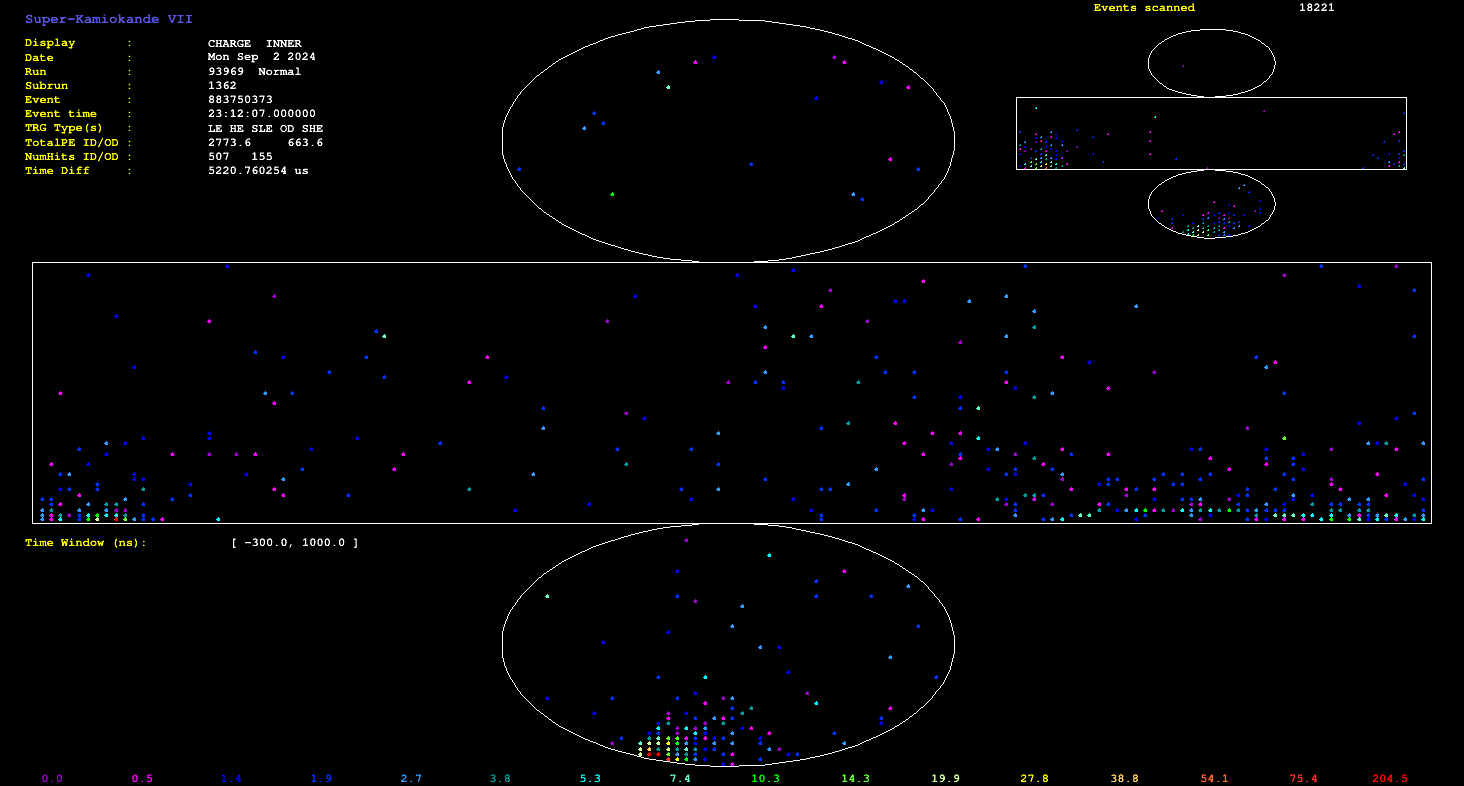 Super-Kamiokande VII
Events scanned 18221
Display : CHARGE INNER
Date : Mon Sep 2 2024
Run : 93969 Normal
Subrun : 1362
Event : 883750373
Event time : 23:12:07.000000
TRG Type(s) : LE HE SLE OD SHE
TotalPE ID/OD : 2773.6 663.6
NumHits ID/OD : 507 155
Time Diff : 5220.760254 us
Time Window (ns): [ -300.0, 1000.0 ]
0.0 0.5 1.4 1.9 2.7 3.8 5.3 7.4 10.3 14.3 19.9 27.8 38.8 54.1 75.4 204.5